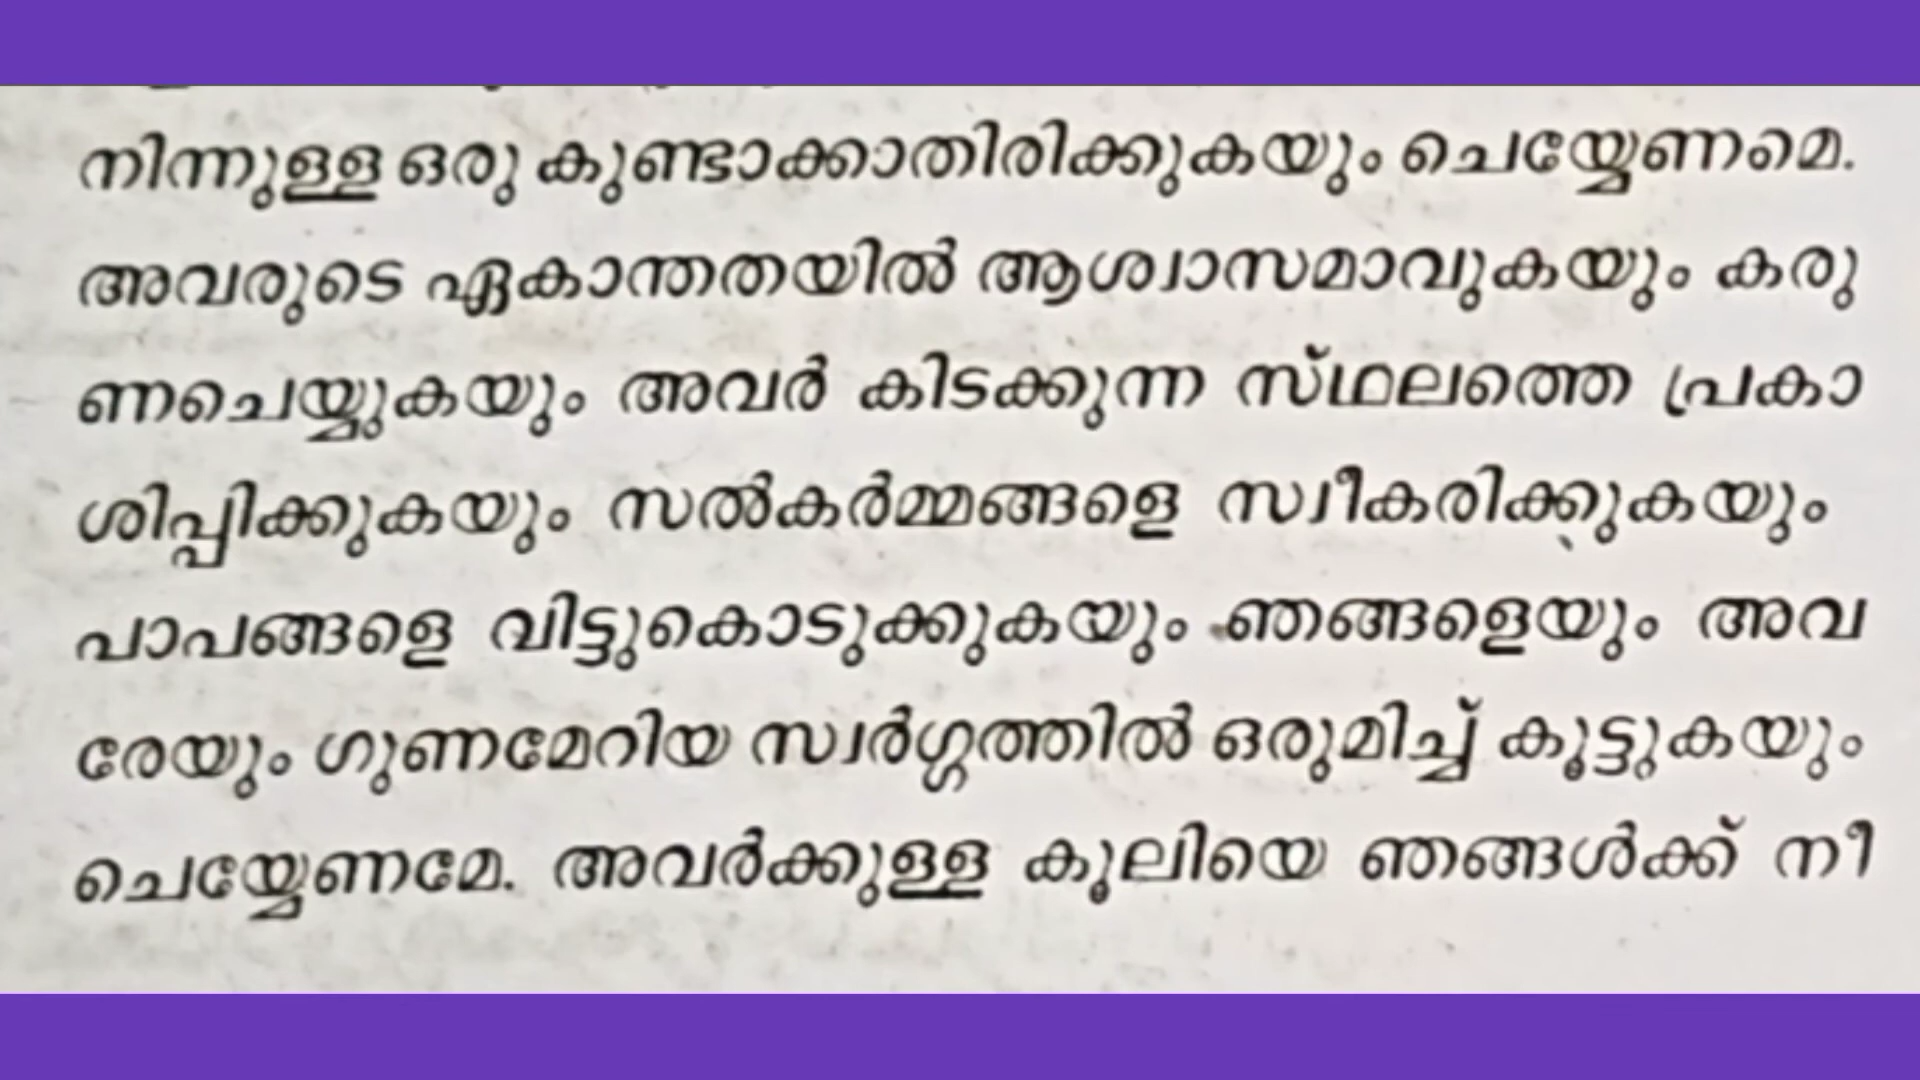 നിന്നുള്ള ഒരു കുണ്ടാക്കാതിരിക്കുകയും ചെയ്യേണമെ.
അവരുടെ ഏകാന്തതയിൽ ആശ്വാസമാവുകയും കരു
ണചെയ്യുകയും അവർ കിടക്കുന്ന സ്ഥലത്തെ പ്രകാ
ശിപ്പിക്കുകയും സൽകർമ്മങ്ങളെ സ്വീകരിക്കുകയും
പാപങ്ങളെ വിട്ടുകൊടുക്കുകയും ഞങ്ങളെയും അവ
രേയും ഗുണമേറിയ സ്വർഗ്ഗത്തിൽ ഒരുമിച്ച് കൂട്ടുകയും
ചെയ്യേണമേ. അവർക്കുള്ള കൂലിയെ ഞങ്ങൾക്ക് നീ